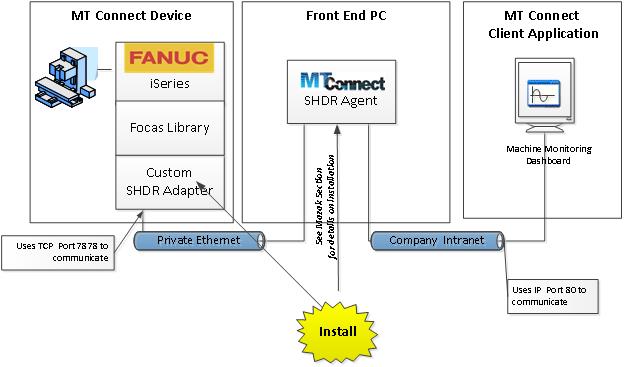 MT Connect Device
FANUC
iSeries
Focas Library
Custom
SHDR Adapter
Uses TCP Port 7878 to
communicate
Private Ethernet
Front End PC
MTConnect
SHDR Agent
See Mazak Section
for details on installation
Install
Company Intranet
MT Connect
Client Application
Machine Monitoring
Dashboard
Uses IP Port 80 to
communicate